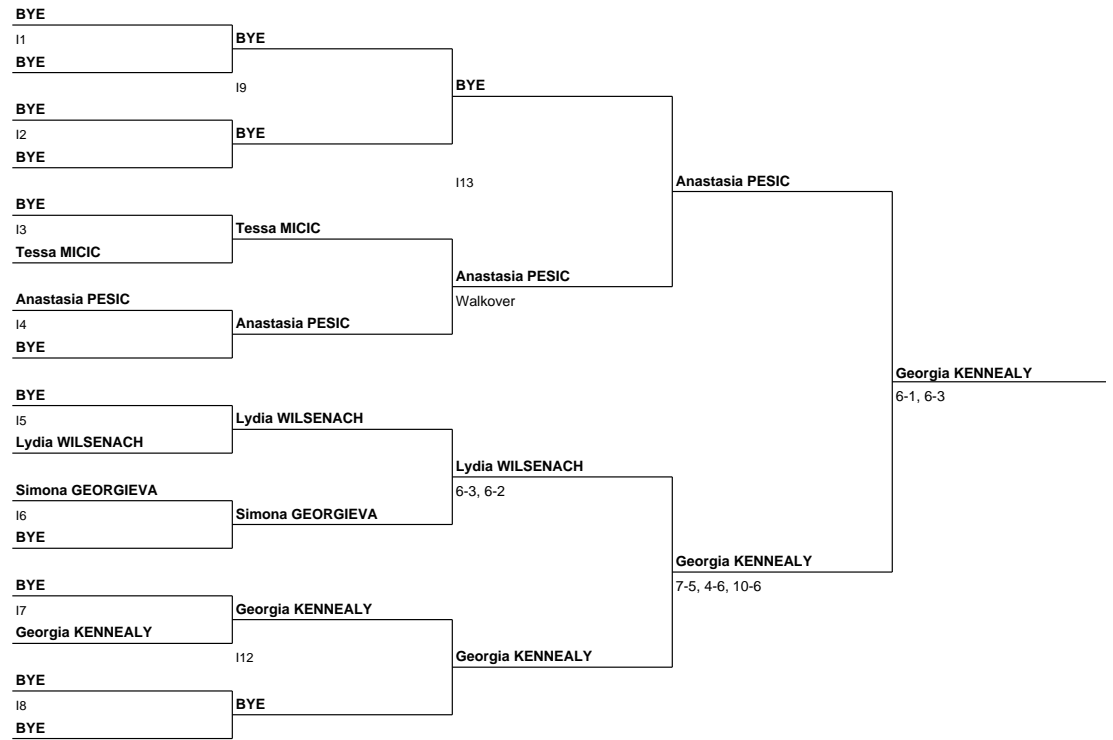 BYE
I1
BYE
BYE
I9
BYE
BYE
I2
BYE
BYE
I13
Anastasia PESIC
BYE
I3
Tessa MICIC
Tessa MICIC
Anastasia PESIC
Walkover
Anastasia PESIC
I4
Anastasia PESIC
BYE
Georgia KENNEALY
6-1, 6-3
BYE
I5
Lydia WILSENACH
Lydia WILSENACH
Lydia WILSENACH
6-3, 6-2
Simona GEORGIEVA
I6
Simona GEORGIEVA
BYE
Georgia KENNEALY
7-5, 4-6, 10-6
BYE
I7
Georgia KENNEALY
Georgia KENNEALY
I12
Georgia KENNEALY
BYE
I8
BYE
BYE